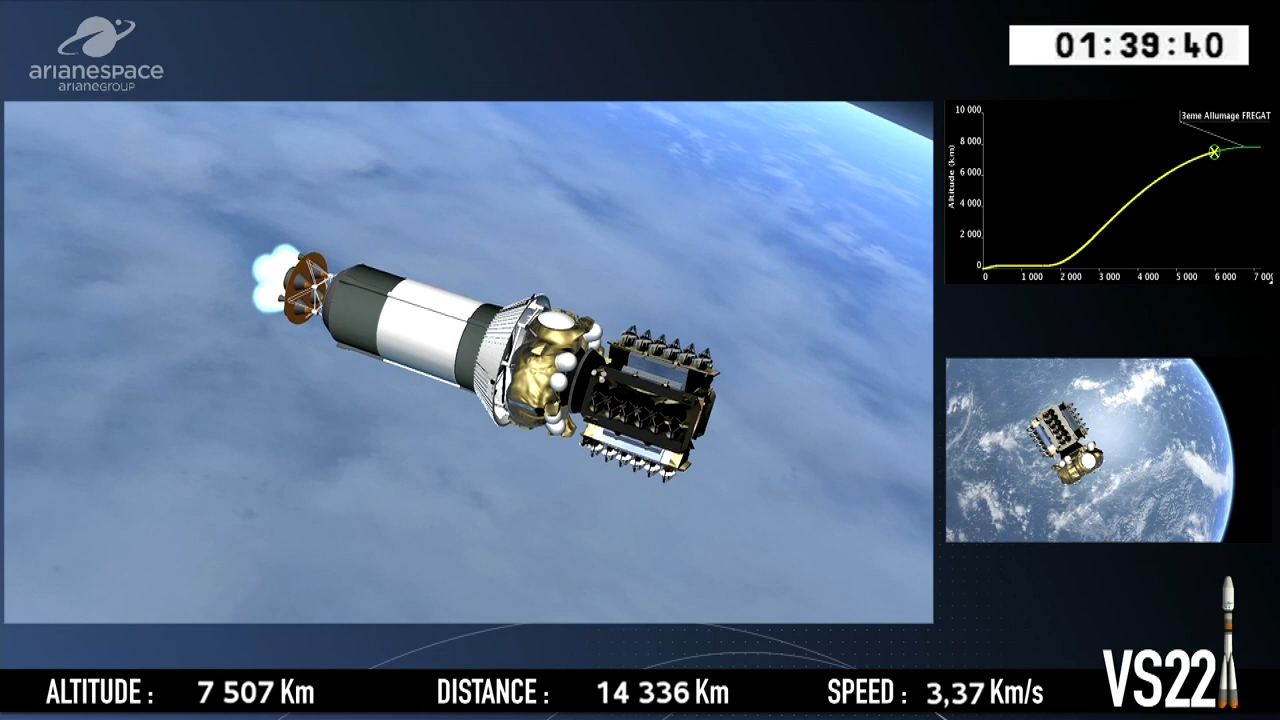 arianespace
arianeGROUP
01:39:40
10 000
3eme Allumage FREGAT
8 000
6 000
4 000
2 000
0
Altitude (km)
0 1 000 2 000 3 000 4 000 5 000 6 000 7 00
ALTITUDE : 7 507 Km DISTANCE : 14 336 Km SPEED : 3,37 Km/s
VS22